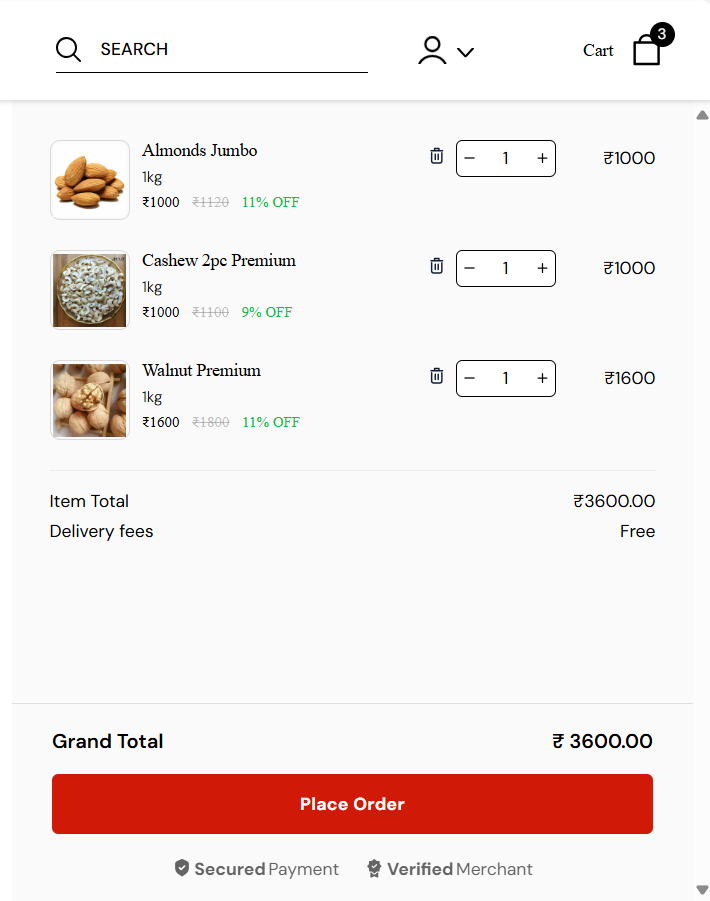 SEARCH
Cart
3
Almonds Jumbo
1kg
₹1000 ₹1120 11% OFF
− 1 +
₹1000
Cashew 2pc Premium
1kg
₹1000 ₹1100 9% OFF
− 1 +
₹1000
Walnut Premium
1kg
₹1600 ₹1800 11% OFF
− 1 +
₹1600
Item Total ₹3600.00
Delivery fees Free
Grand Total ₹ 3600.00
Place Order
Secured Payment Verified Merchant